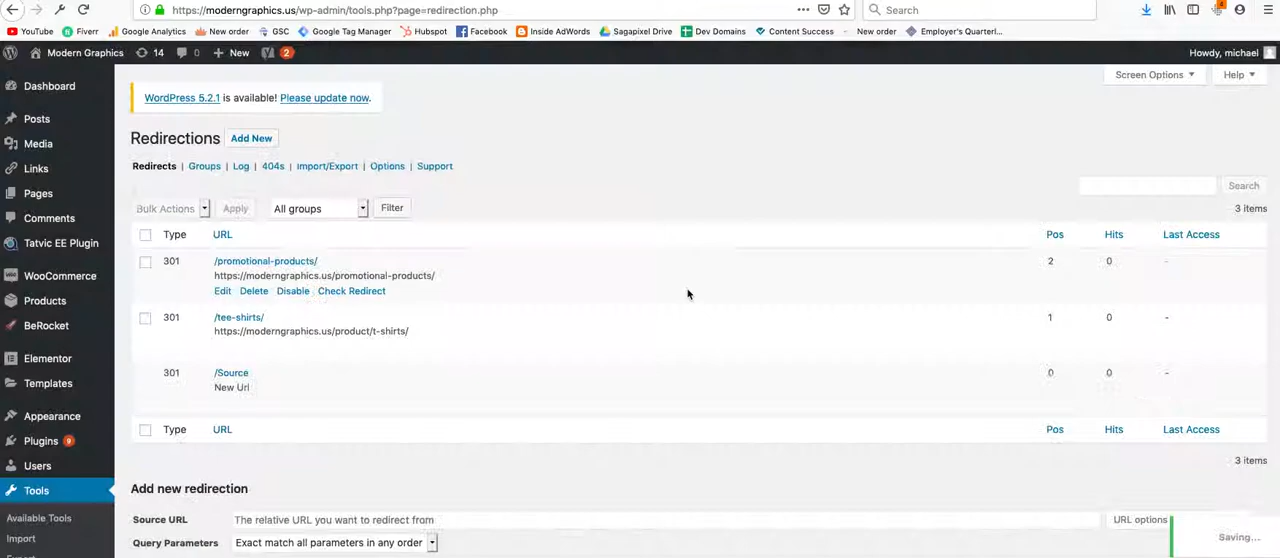 https://moderngraphics.us/wp-admin/tools.php?page=redirection.php
Search
YouTube Fiverr Google Analytics New order GSC Google Tag Manager Hubspot Facebook Inside AdWords Sagapixel Drive Dev Domains Content Success New order Employer's Quarterl...
4
Modern Graphics 14 0 + New 2 Howdy, michael
Dashboard
Posts
Media
Links
Pages
Comments
Tatvic EE Plugin
WooCommerce
Products
BeRocket
Elementor
Templates
Appearance
Plugins 9
Users
Tools
Available Tools
Import
Export
Screen Options ▼ Help ▼
WordPress 5.2.1 is available! Please update now.
Redirections Add New
Redirects | Groups | Log | 404s | Import/Export | Options | Support
Search
Bulk Actions Apply All groups Filter 3 items
Type URL Pos Hits Last Access
301 /promotional-products/ 2 0 -
https://moderngraphics.us/promotional-products/
Edit Delete Disable Check Redirect
301 /tee-shirts/ 1 0 -
https://moderngraphics.us/product/t-shirts/
301 /Source 0 0 -
New Url
Type URL Pos Hits Last Access
3 items
Add new redirection
Source URL The relative URL you want to redirect from URL options
Query Parameters Exact match all parameters in any order
Saving...